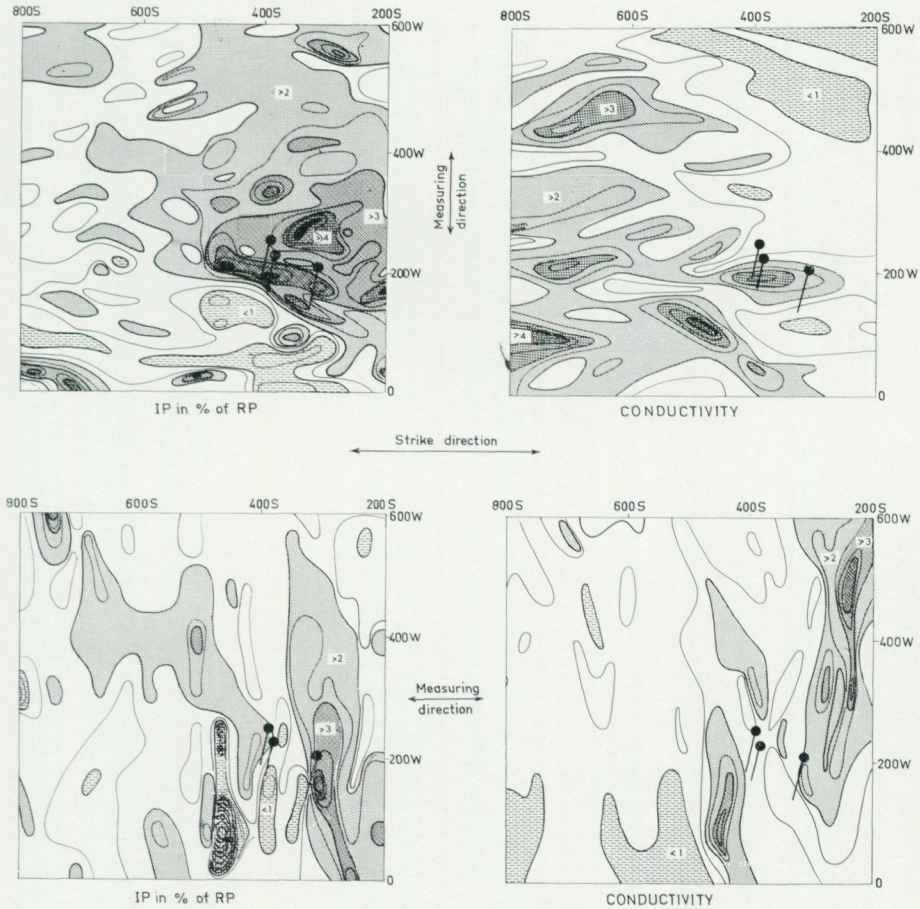 800S 600S 400S 200S
600W
>2
400W
>3
>4
200W
<1
0
IP in % of RP
Measuring
direction
800S 600S 400S 200S
600W
>3
<1
400W
>2
200W
>4
0
CONDUCTIVITY
Strike direction
800S 600S 400S 200S
600W
400W
>2
>3
200W
<1
0
IP in % of RP
Measuring
direction
800S 600S 400S 200S
600W
>3
>2
400W
200W
<1
0
CONDUCTIVITY